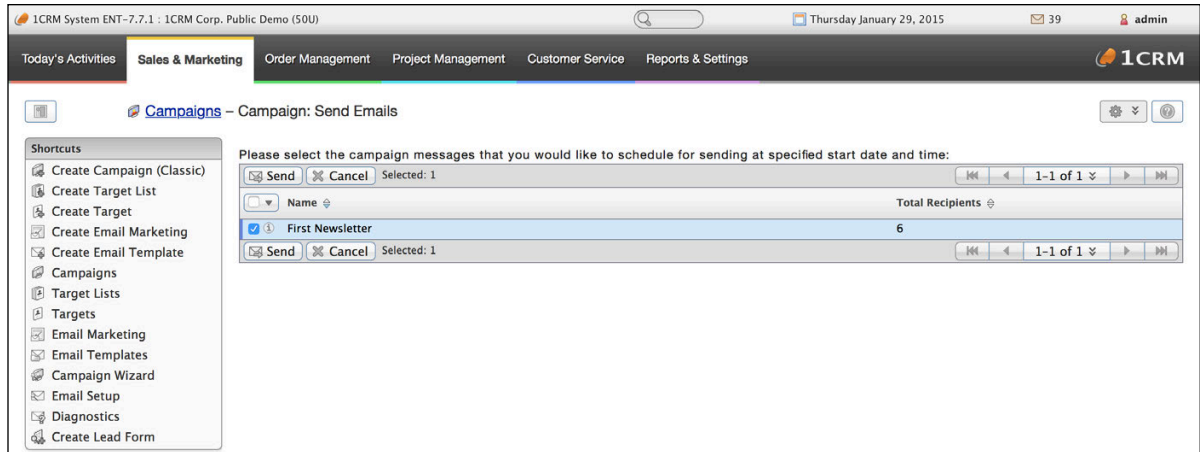 1CRM System ENT-7.7.1 : 1CRM Corp. Public Demo (50U) Thursday January 29, 2015 39 admin
Today's Activities Sales & Marketing Order Management Project Management Customer Service Reports & Settings 1CRM
Campaigns – Campaign: Send Emails
Shortcuts
Create Campaign (Classic)
Create Target List
Create Target
Create Email Marketing
Create Email Template
Campaigns
Target Lists
Targets
Email Marketing
Email Templates
Campaign Wizard
Email Setup
Diagnostics
Create Lead Form
Please select the campaign messages that you would like to schedule for sending at specified start date and time:
Send Cancel Selected: 1 1-1 of 1
Name Total Recipients
First Newsletter 6
Send Cancel Selected: 1 1-1 of 1